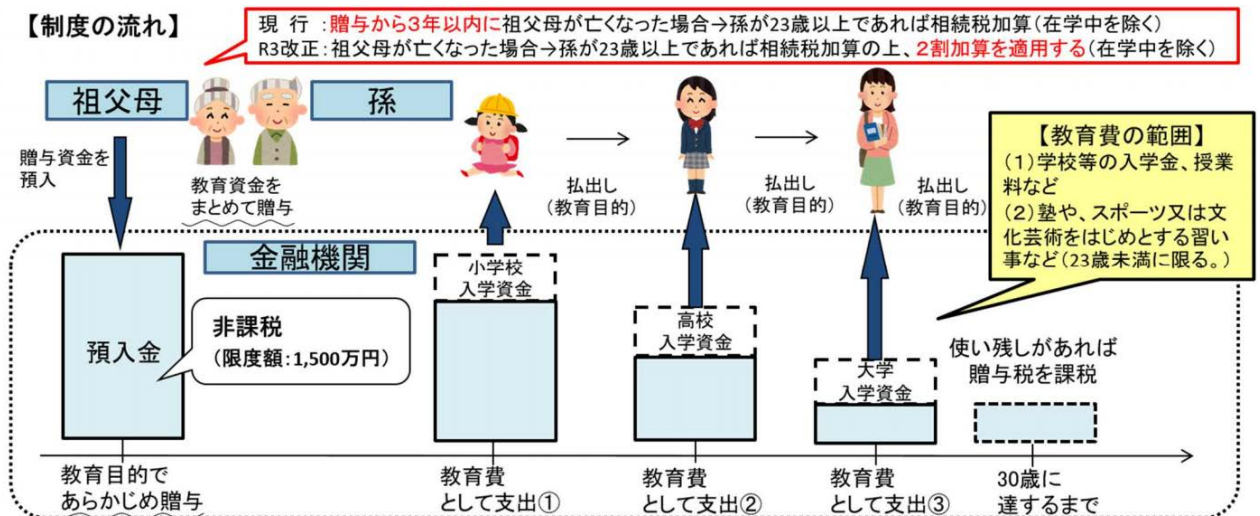 【制度の流れ】
現　行　：贈与から３年以内に祖父母が亡くなった場合→孫が23歳以上であれば相続税加算（在学中を除く）
R3改正：祖父母が亡くなった場合→孫が23歳以上であれば相続税加算の上、２割加算を適用する（在学中を除く）
祖父母
孫
贈与資金を
預入
教育資金を
まとめて贈与
払出し
（教育目的）
払出し
（教育目的）
払出し
（教育目的）
【教育費の範囲】
（１）学校等の入学金、授業
料など
（２）塾や、スポーツ又は文
化芸術をはじめとする習い
事など（23歳未満に限る。）
金融機関
預入金
非課税
（限度額：1,500万円）
小学校
入学資金
高校
入学資金
大学
入学資金
使い残しがあれば
贈与税を課税
教育目的で
あらかじめ贈与
教育費
として支出①
教育費
として支出②
教育費
として支出③
30歳に
達するまで